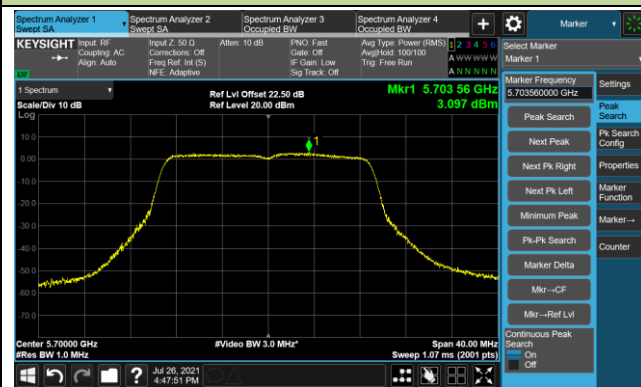 Spectrum Analyzer 1
Swept SA
Spectrum Analyzer 2
Swept SA
Spectrum Analyzer 3
Occupied BW
Spectrum Analyzer 4
Occupied BW
+
Marker
KEYSIGHT
Input: RF
Coupling: AC
Align: Auto
Input Z: 50 Ω
Corrections: Off
Freq Ref: Int (S)
NFE: Adaptive
Atten: 10 dB
PNO: Fast
Gate: Off
IF Gain: Low
Sig Track: Off
Avg Type: Power (RMS)
Avg|Hold: 100/100
Trig: Free Run
1 2 3 4 5 6
A W W W W W
A N N N N N
Select Marker
Marker 1
1 Spectrum
Scale/Div 10 dB
Ref Lvl Offset 22.50 dB
Ref Level 20.00 dBm
Mkr1 5.703 56 GHz
3.097 dBm
Log
10.0
0.00
-10.0
-20.0
-30.0
-40.0
-50.0
-60.0
-70.0
1
Center 5.70000 GHz
#Res BW 1.0 MHz
#Video BW 3.0 MHz*
Span 40.00 MHz
Sweep 1.07 ms (2001 pts)
Marker Frequency
5.703560000 GHz
Peak Search
Next Peak
Next Pk Right
Next Pk Left
Minimum Peak
Pk-Pk Search
Marker Delta
Mkr→CF
Mkr→Ref Lvl
Continuous Peak
Search
On
Off
Settings
Peak
Search
Pk Search
Config
Properties
Marker
Function
Marker→
Counter
?
Jul 26, 2021
4:47:51 PM